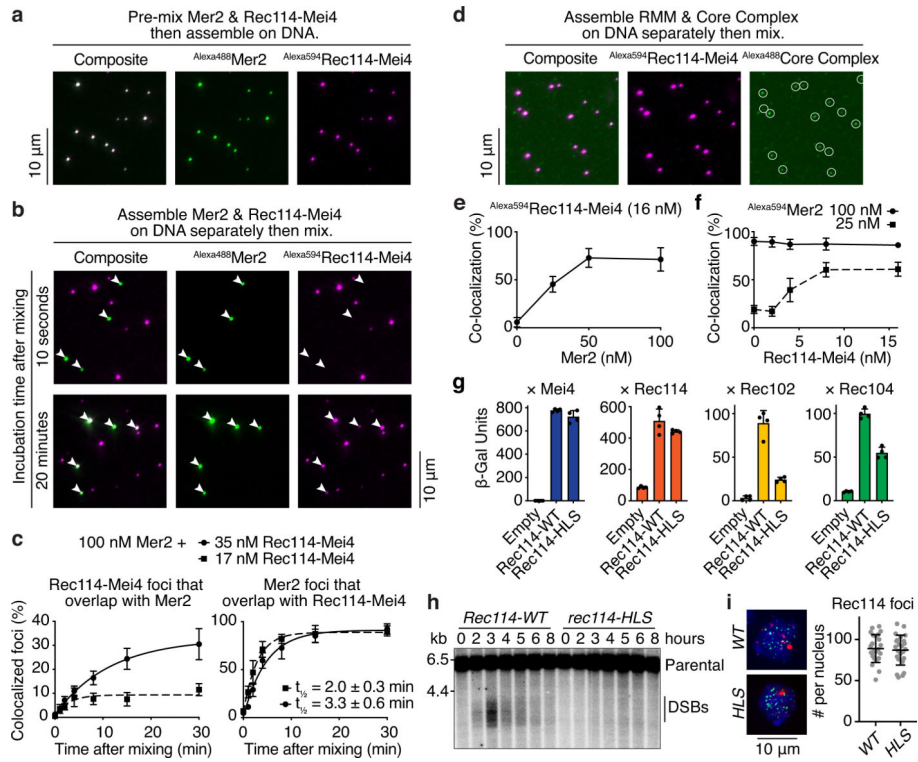 a
Pre-mix Mer2 & Rec114-Mei4
then assemble on DNA.
Composite
Alexa488Mer2
Alexa594Rec114-Mei4
10 μm
b
Assemble Mer2 & Rec114-Mei4
on DNA separately then mix.
Composite
Alexa488Mer2
Alexa594Rec114-Mei4
Incubation time after mixing
10 seconds
20 minutes
10 μm
c
100 nM Mer2 +
35 nM Rec114-Mei4
17 nM Rec114-Mei4
Rec114-Mei4 foci that
overlap with Mer2
Colocalized foci (%)
40
30
20
10
0
0 10 20 30
Time after mixing (min)
Mer2 foci that
overlap with Rec114-Mei4
100
50
0
t½ = 2.0 ± 0.3 min
t½ = 3.3 ± 0.6 min
0 10 20 30
Time after mixing (min)
d
Assemble RMM & Core Complex
on DNA separately then mix.
Composite
Alexa594Rec114-Mei4
Alexa488Core Complex
10 μm
e
Alexa594Rec114-Mei4 (16 nM)
Co-localization (%)
100
50
0
0 50 100
Mer2 (nM)
f
Alexa594Mer2
100 nM
25 nM
Co-localization (%)
100
50
0
0 5 10 15
Rec114-Mei4 (nM)
g
β-Gal Units
× Mei4
800
600
400
200
0
Empty
Rec114-WT
Rec114-HLS
× Rec114
600
400
200
0
Empty
Rec114-WT
Rec114-HLS
× Rec102
100
50
0
Empty
Rec114-WT
Rec114-HLS
× Rec104
100
50
0
Empty
Rec114-WT
Rec114-HLS
h
Rec114-WT
rec114-HLS
kb
0 2 3 4 5 6 8 0 2 3 4 5 6 8 hours
6.5
Parental
4.4
DSBs
i
WT
HLS
10 μm
Rec114 foci
# per nucleus
100
50
0
WT
HLS